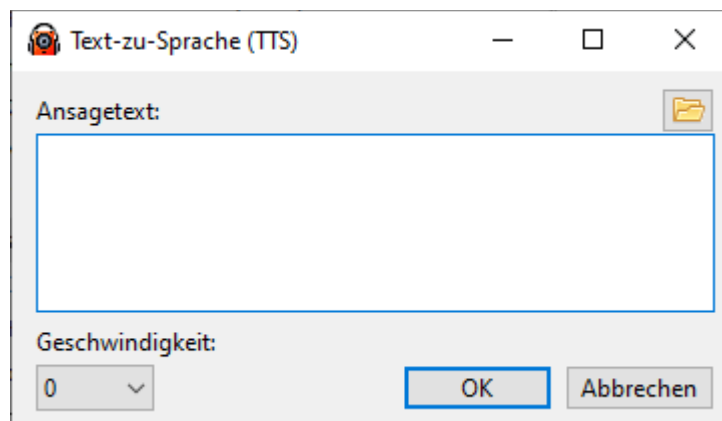 Text-zu-Sprache (TTS)
Ansagetext:
Geschwindigkeit:
0
OK
Abbrechen